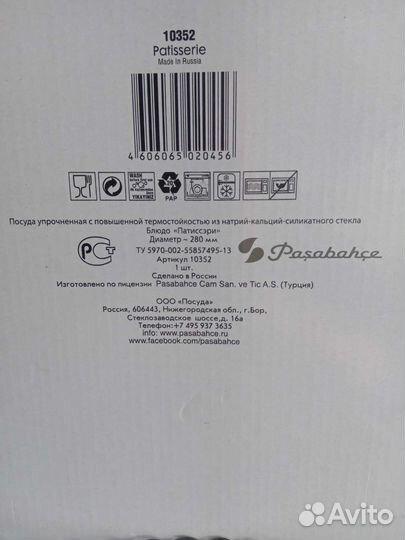 10352
Patisserie
Made in Russia
4 606065 020456
WASH
YIKAYINIZ
PAP
Посуда упрочненная с повышенной термостойкостью из натрий-кальций-силикатного стекла
Блюдо «Патиссэри»
Диаметр ~ 280 мм
ТУ 5970-002-55857495-13
Артикул 10352
1 шт.
Сделано в России
Paşabahçe
Изготовлено по лицензии Pasabahce Cam San. ve Tic A.S. (Турция)
ООО «Посуда»
Россия, 606443, Нижегородская обл., г.Бор,
Стеклозаводское шоссе,д. 16а
Телефон:+7 495 937 3635
info: www.pasabahce.ru
www.facebook.com/pasabahce
Avito